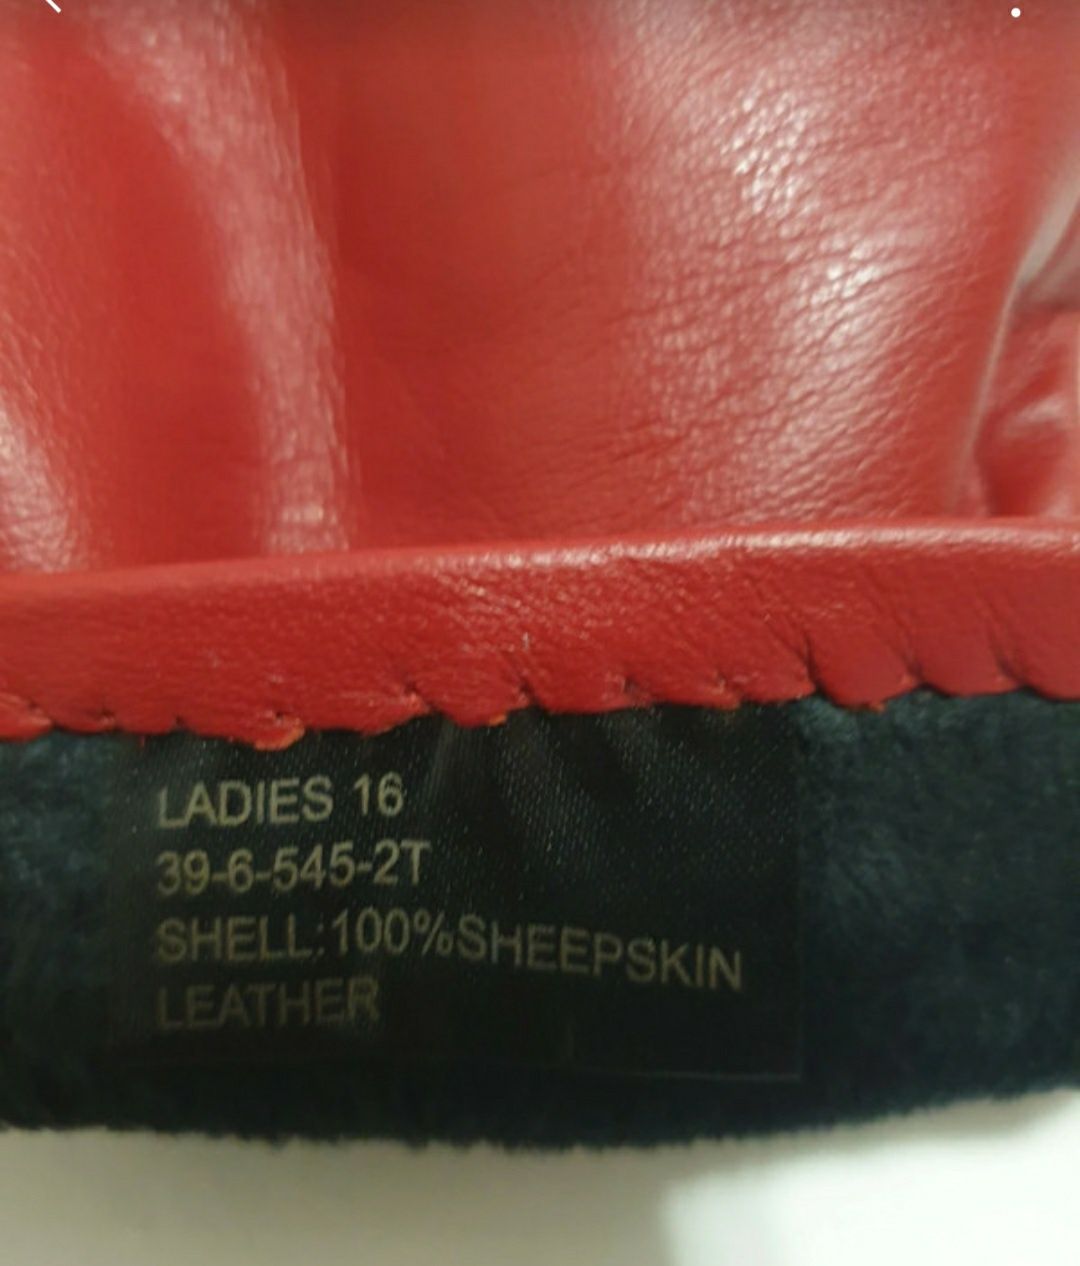 LADIES 16
39-6-545-2T
SHELL:100%SHEEPSKIN
LEATHER